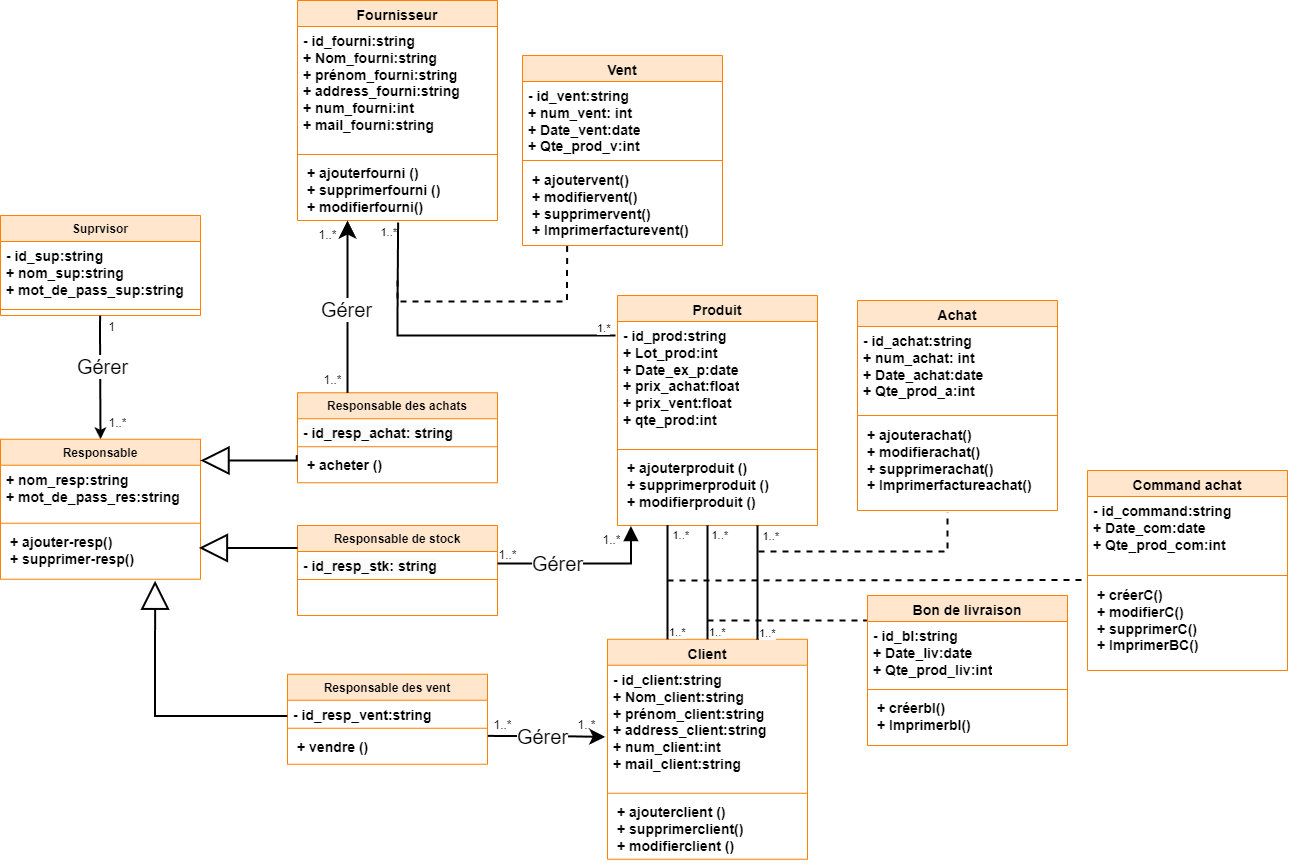 Fournisseur
- id_fourni:string
+ Nom_fourni:string
+ prénom_fourni:string
+ address_fourni:string
+ num_fourni:int
+ mail_fourni:string
+ ajouterfourni ()
+ supprimerfourni ()
+ modifierfourni()
Vent
- id_vent:string
+ num_vent: int
+ Date_vent:date
+ Qte_prod_v:int
+ ajoutervent()
+ modifiervent()
+ supprimervent()
+ Imprimerfacturevent()
Suprvisor
- id_sup:string
+ nom_sup:string
+ mot_de_pass_sup:string
1
Gérer
1..*
1..*
1..*
Gérer
1..*
1..*
Produit
- id_prod:string
+ Lot_prod:int
+ Date_ex_p:date
+ prix_achat:float
+ prix_vent:float
+ qte_prod:int
+ ajouterproduit ()
+ supprimerproduit ()
+ modifierproduit ()
Achat
- id_achat:string
+ num_achat: int
+ Date_achat:date
+ Qte_prod_a:int
+ ajouterachat()
+ modifierachat()
+ supprimerachat()
+ Imprimerfactureachat()
Responsable des achats
- id_resp_achat: string
+ acheter ()
Responsable
+ nom_resp:string
+ mot_de_pass_res:string
+ ajouter-resp()
+ supprimer-resp()
Command achat
- id_command:string
+ Date_com:date
+ Qte_prod_com:int
+ créerC()
+ modifierC()
+ supprimerC()
+ ImprimerBC()
Responsable de stock
- id_resp_stk: string
1..*
Gérer
1..*
1..*
1..*
1..*
Bon de livraison
- id_bl:string
+ Date_liv:date
+ Qte_prod_liv:int
+ créerbl()
+ Imprimerbl()
1..*
1..*
1..*
Client
- id_client:string
+ Nom_client:string
+ prénom_client:string
+ address_client:string
+ num_client:int
+ mail_client:string
+ ajouterclient ()
+ supprimerclient()
+ modifierclient ()
Responsable des vent
- id_resp_vent:string
+ vendre ()
1..*
Gérer
1..*